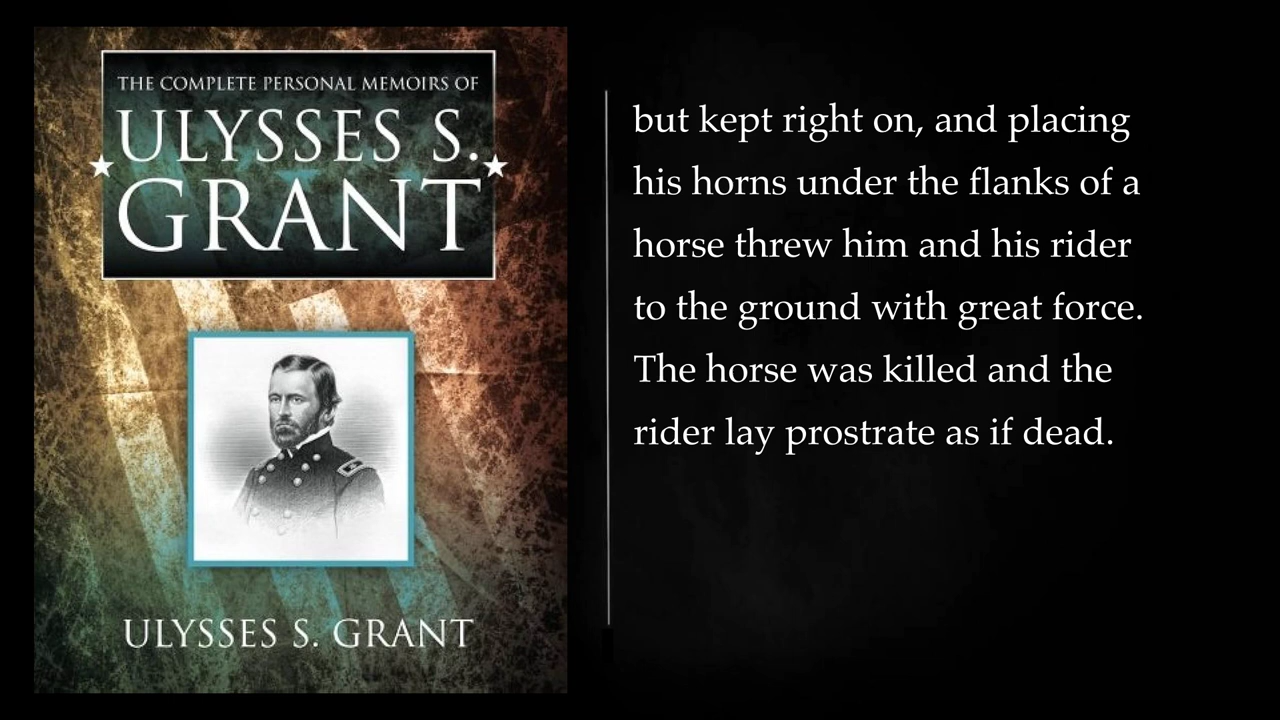 THE COMPLETE PERSONAL MEMOIRS OF
ULYSSES S.
GRANT
ULYSSES S. GRANT
but kept right on, and placing
his horns under the flanks of a
horse threw him and his rider
to the ground with great force.
The horse was killed and the
rider lay prostrate as if dead.